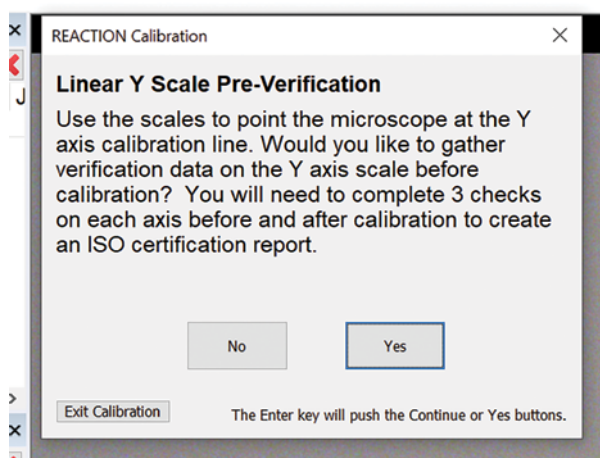 REACTION Calibration
J
Linear Y Scale Pre-Verification
Use the scales to point the microscope at the Y
axis calibration line. Would you like to gather
verification data on the Y axis scale before
calibration?  You will need to complete 3 checks
on each axis before and after calibration to create
an ISO certification report.
No
Yes
Exit Calibration
The Enter key will push the Continue or Yes buttons.